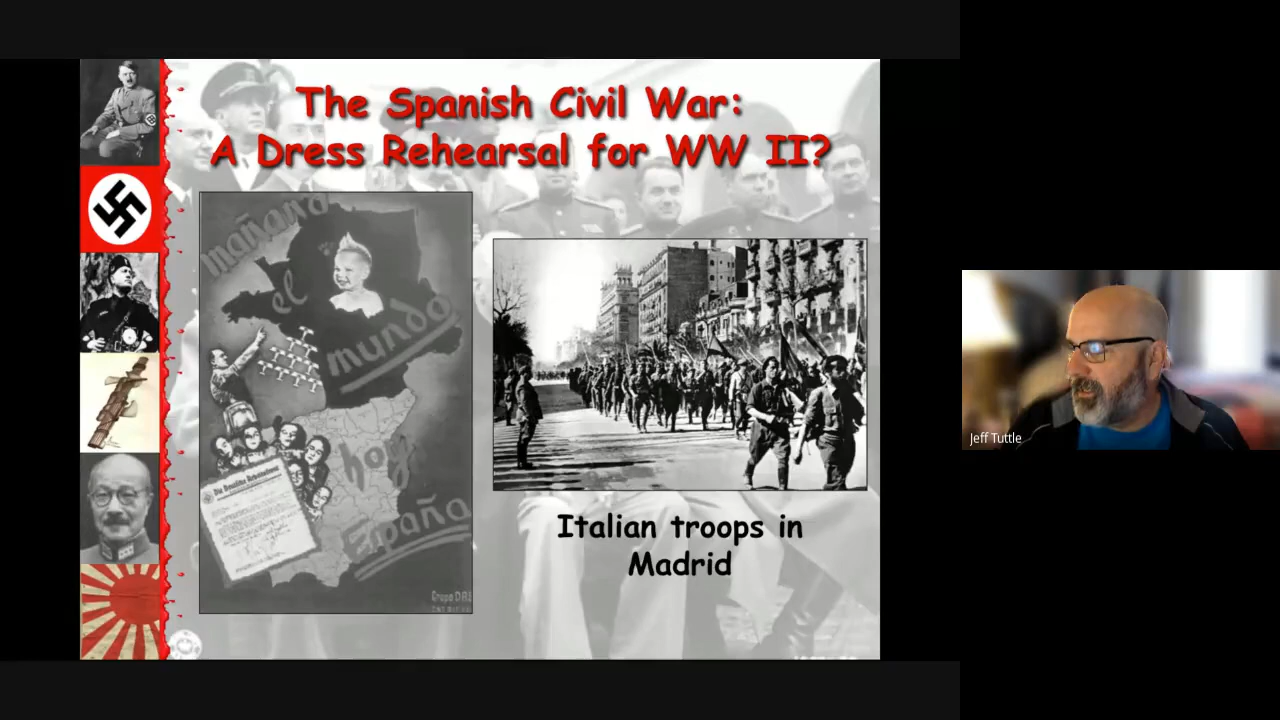 The Spanish Civil War:
A Dress Rehearsal for WW II?
mañana
el
mundo
hoy
España
Italian troops in
Madrid
Jeff Tuttle